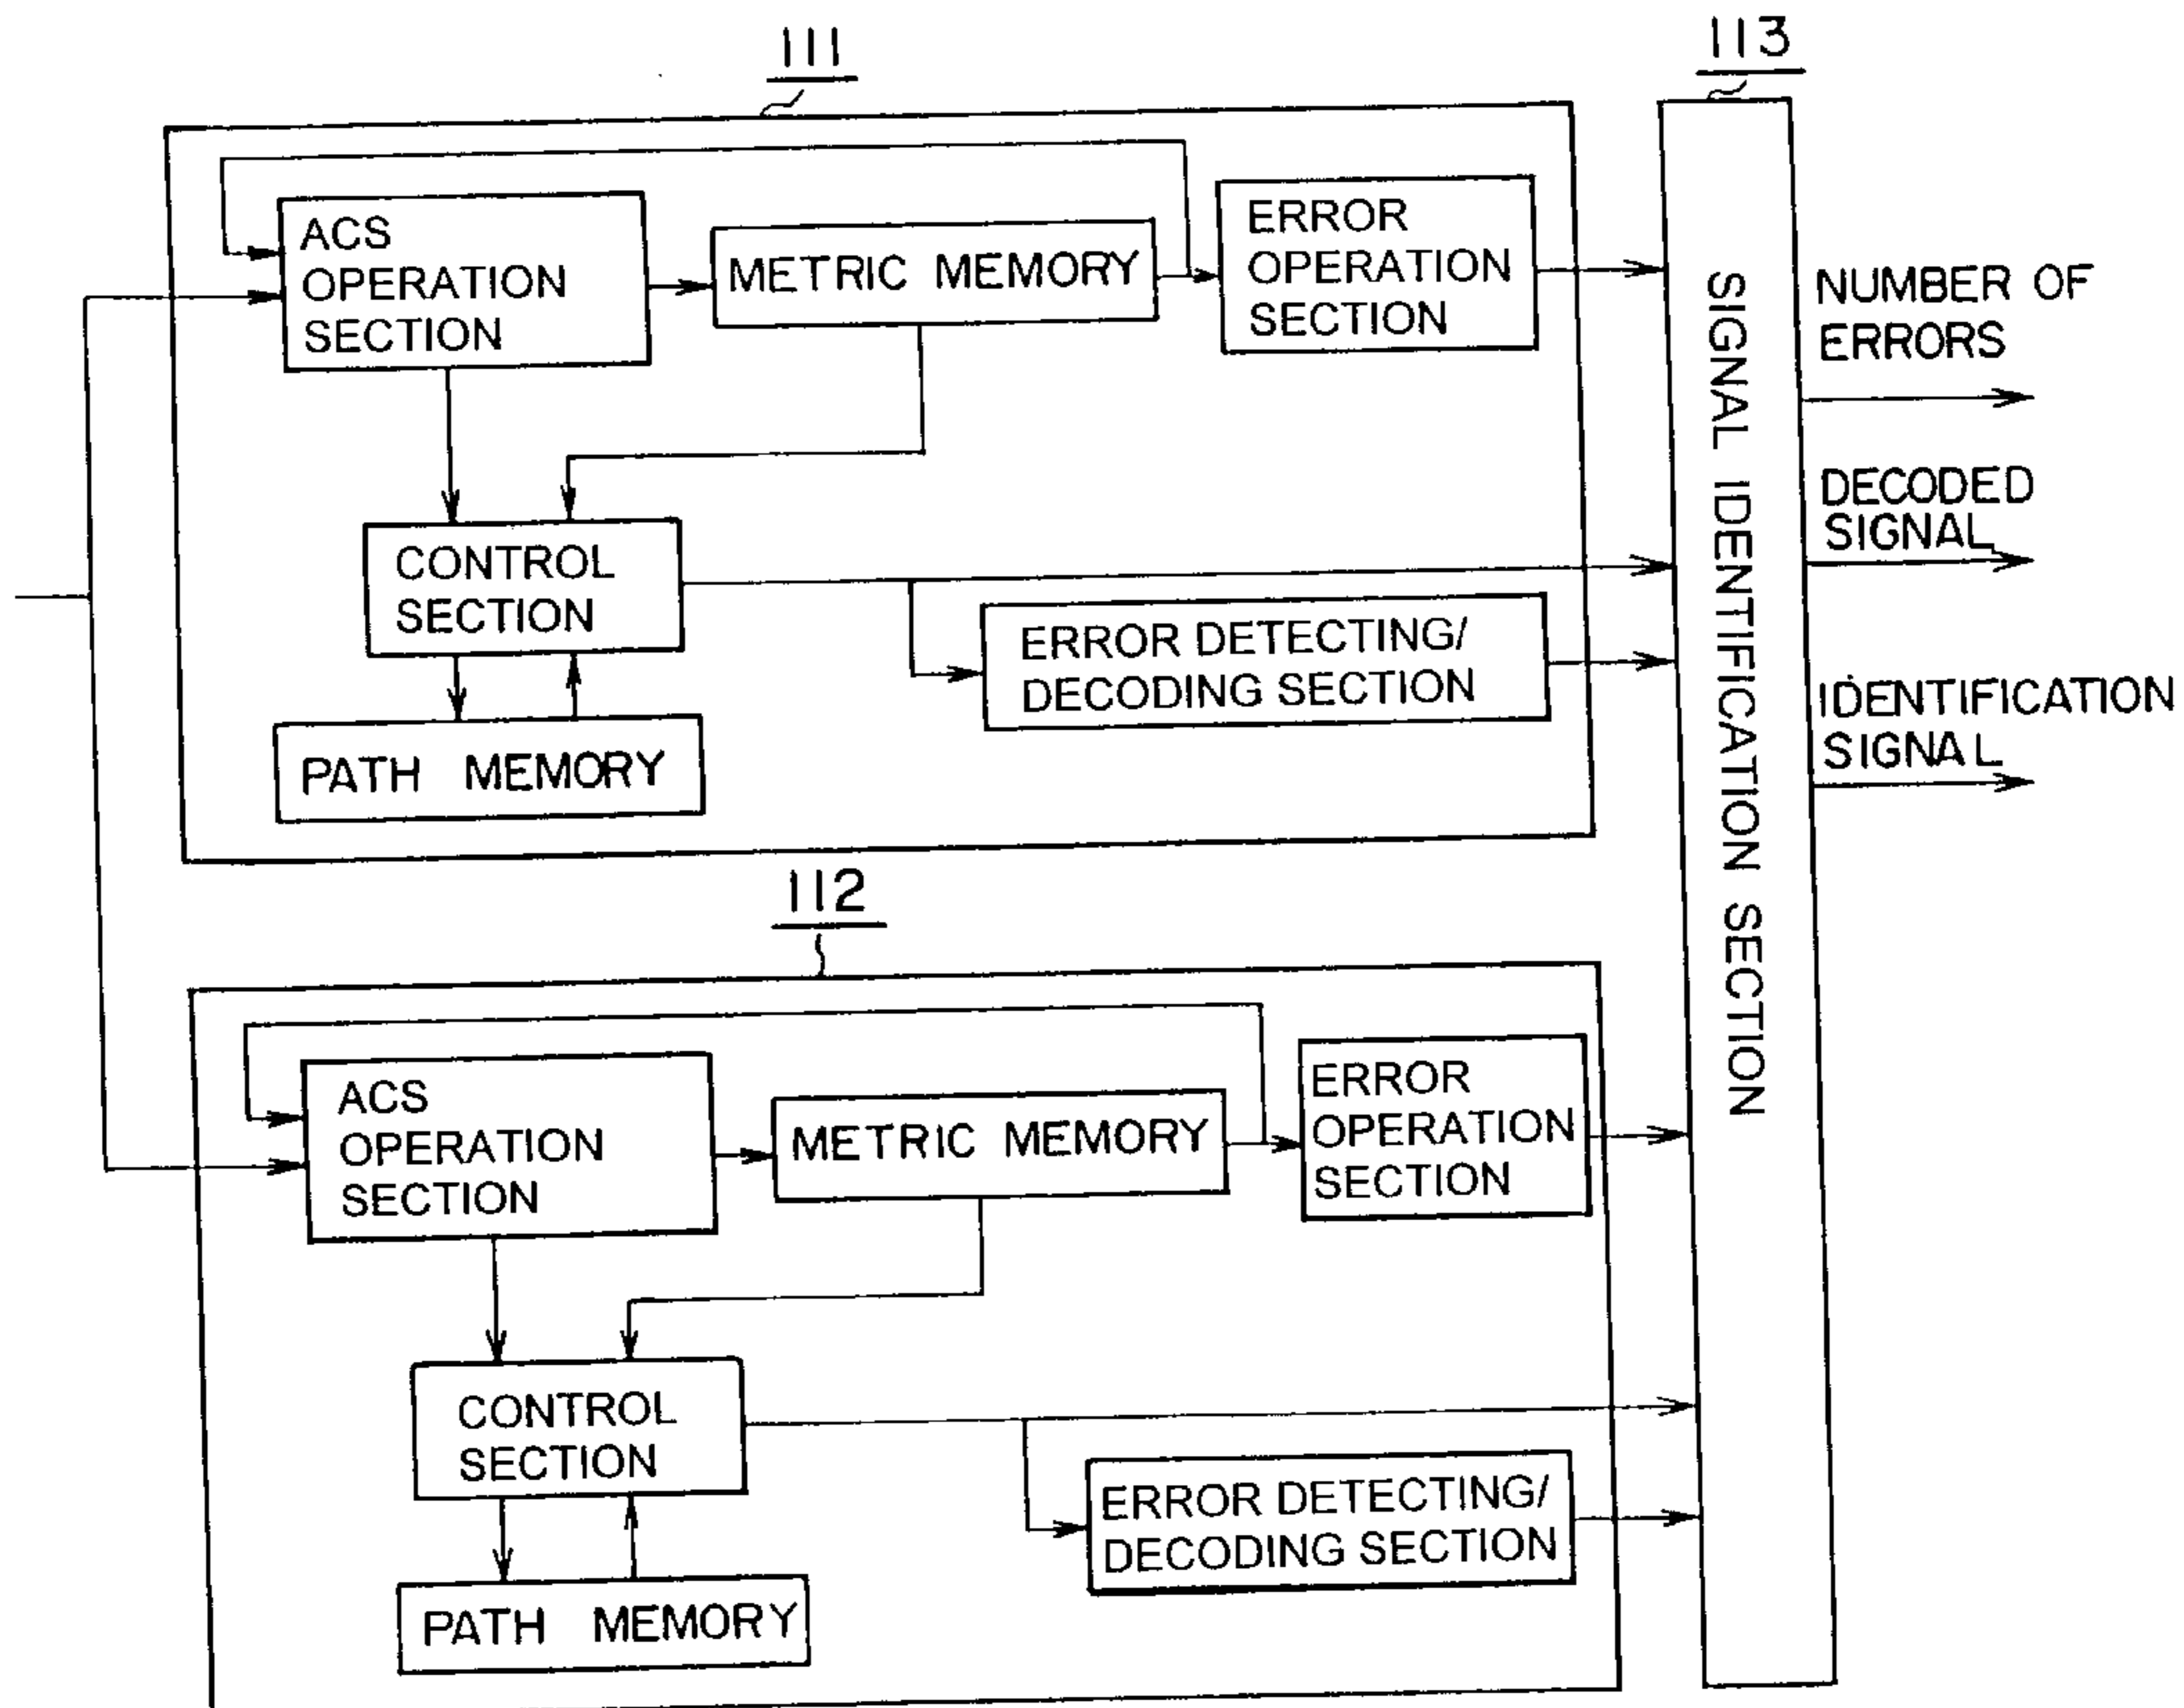 111
113
ACS
OPERATION
SECTION
METRIC MEMORY
ERROR
OPERATION
SECTION
CONTROL
SECTION
ERROR DETECTING/
DECODING SECTION
PATH MEMORY
SIGNAL IDENTIFICATION SECTION
NUMBER OF
ERRORS
DECODED
SIGNAL
IDENTIFICATION
SIGNAL
112
ACS
OPERATION
SECTION
METRIC MEMORY
ERROR
OPERATION
SECTION
CONTROL
SECTION
ERROR DETECTING/
DECODING SECTION
PATH MEMORY